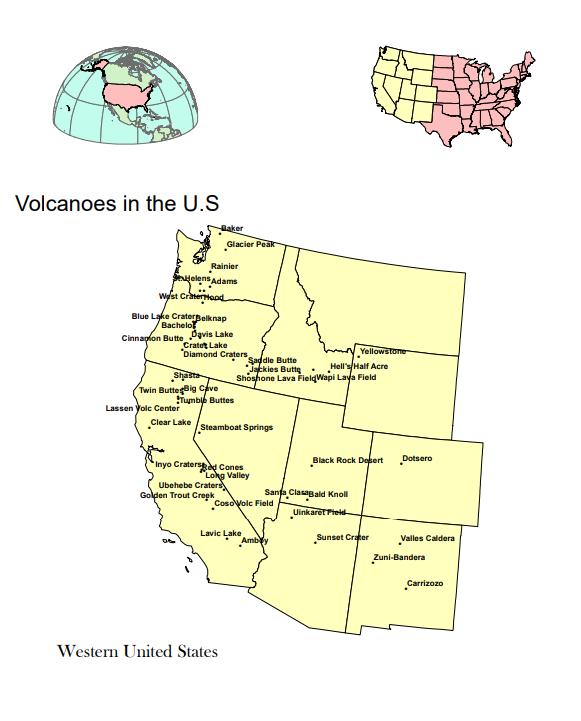 Volcanoes in the U.S
Baker
Glacier Peak
Rainier
St.Helens
Adams
West Crater
Hood
Blue Lake Crater
Belknap
Bachelor
Davis Lake
Cinnamon Butte
Crater Lake
Diamond Craters
Yellowstone
Saddle Butte
Hell's Half Acre
Jackies Butte
Shoshone Lava Field
Wapi Lava Field
Shasta
Twin Buttes
Big Cave
Tumble Buttes
Lassen Volc Center
Clear Lake
Steamboat Springs
Black Rock Desert
Dotsero
Inyo Craters
Red Cones
Long Valley
Ubehebe Craters
Golden Trout Creek
Coso Volc Field
Santa Clara
Bald Knoll
Uinkaret Field
Lavic Lake
Amboy
Sunset Crater
Valles Caldera
Zuni-Bandera
Carrizozo
Western United States